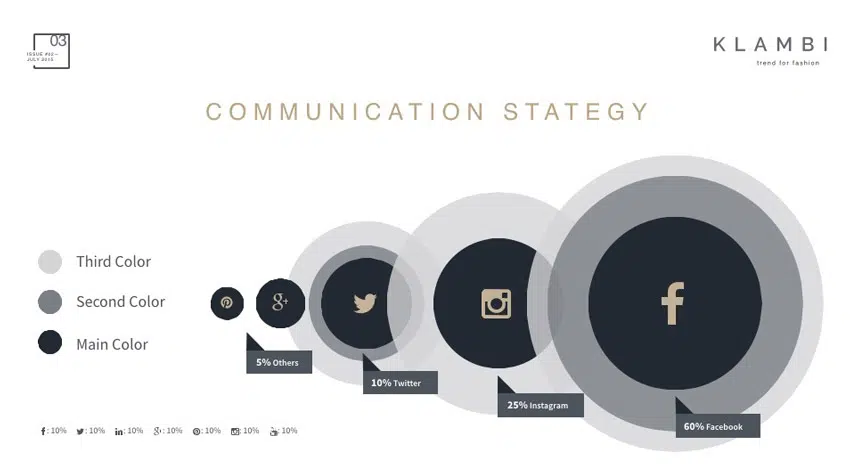 03
ISSUE #42 –
JULY 2015
KLAMBI
trend for fashion
COMMUNICATION STATEGY
Third Color
Second Color
Main Color
5% Others
10% Twitter
25% Instagram
60% Facebook
: 10% : 10% : 10% : 10% : 10% : 10% : 10%